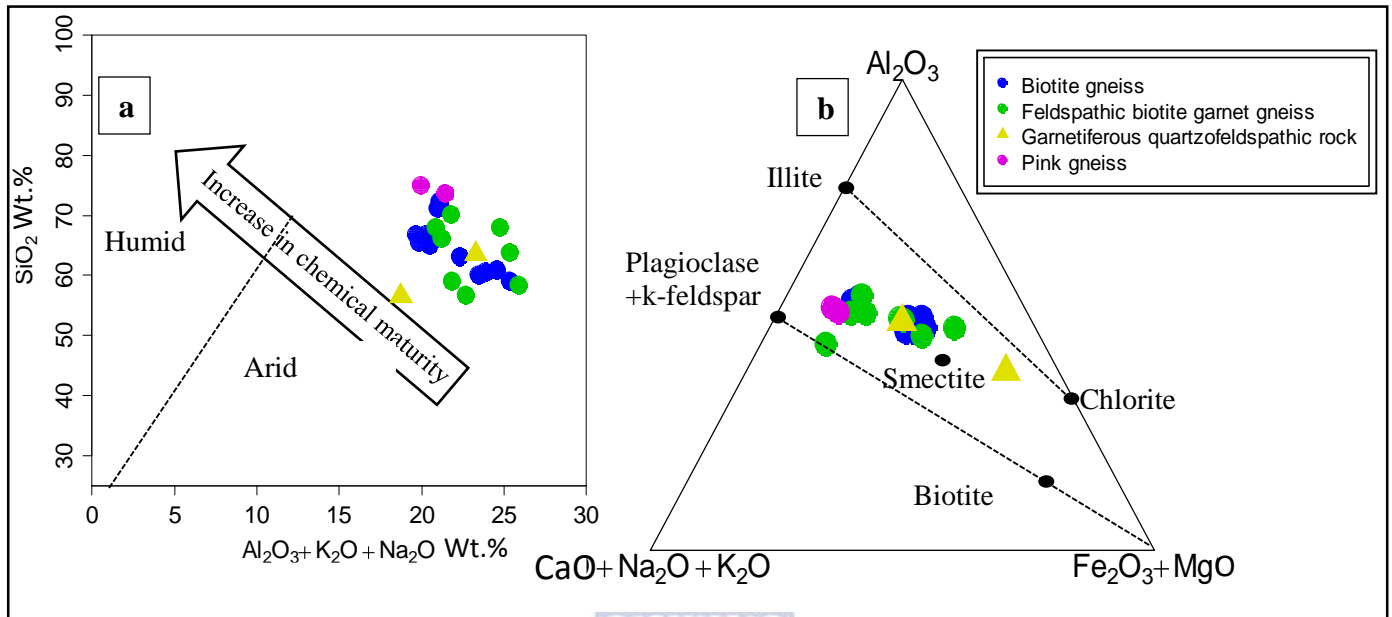 a
100
90
80
70
60
50
40
30
SiO₂ Wt.%
Increase in chemical maturity
Humid
Arid
0 5 10 15 20 25 30
Al₂O₃+ K₂O + Na₂O Wt.%
b
Al₂O₃
Illite
Plagioclase
+k-feldspar
Smectite
Chlorite
Biotite
CaO+ Na₂O + K₂O
Fe₂O₃+ MgO
Biotite gneiss
Feldspathic biotite garnet gneiss
Garnetiferous quartzofeldspathic rock
Pink gneiss